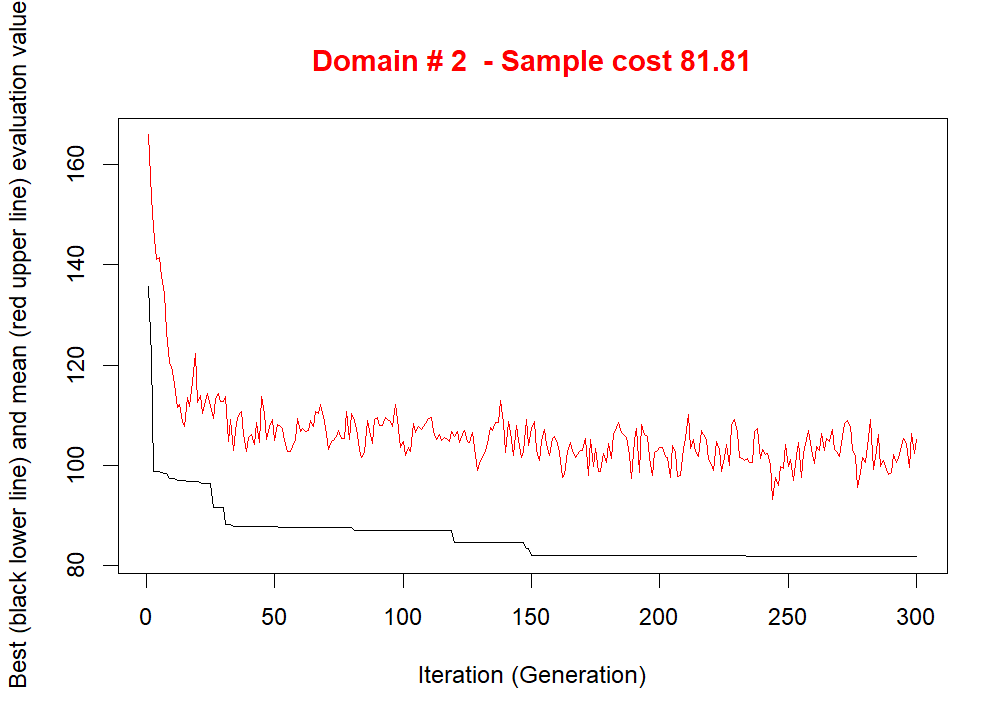 Domain # 2  - Sample cost 81.81
Best (black lower line) and mean (red upper line) evaluation value
160
140
120
100
80
0 50 100 150 200 250 300
Iteration (Generation)